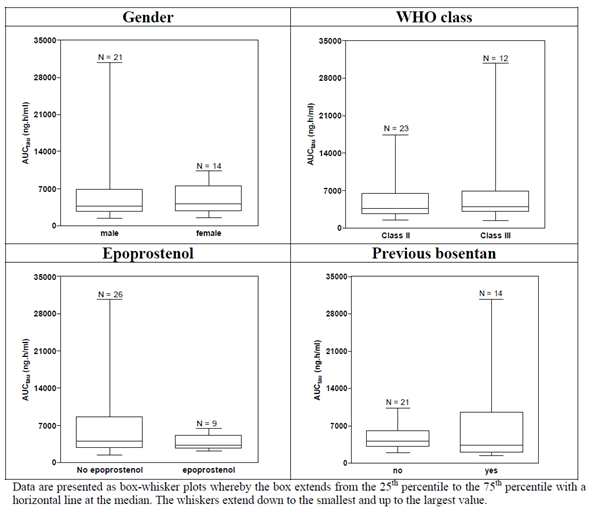 Gender
WHO class
35000
28000
21000
14000
7000
0
AUCtau (ng.h/ml)
N = 21
N = 14
male
female
35000
28000
21000
14000
7000
0
AUCtau (ng.h/ml)
N = 23
N = 12
Class II
Class III
Epoprostenol
Previous bosentan
35000
28000
21000
14000
7000
0
AUCtau (ng.h/ml)
N = 26
N = 9
No epoprostenol
epoprostenol
35000
28000
21000
14000
7000
0
AUCtau (ng.h/ml)
N = 21
N = 14
no
yes
Data are presented as box-whisker plots whereby the box extends from the 25th percentile to the 75th percentile with a
horizontal line at the median. The whiskers extend down to the smallest and up to the largest value.